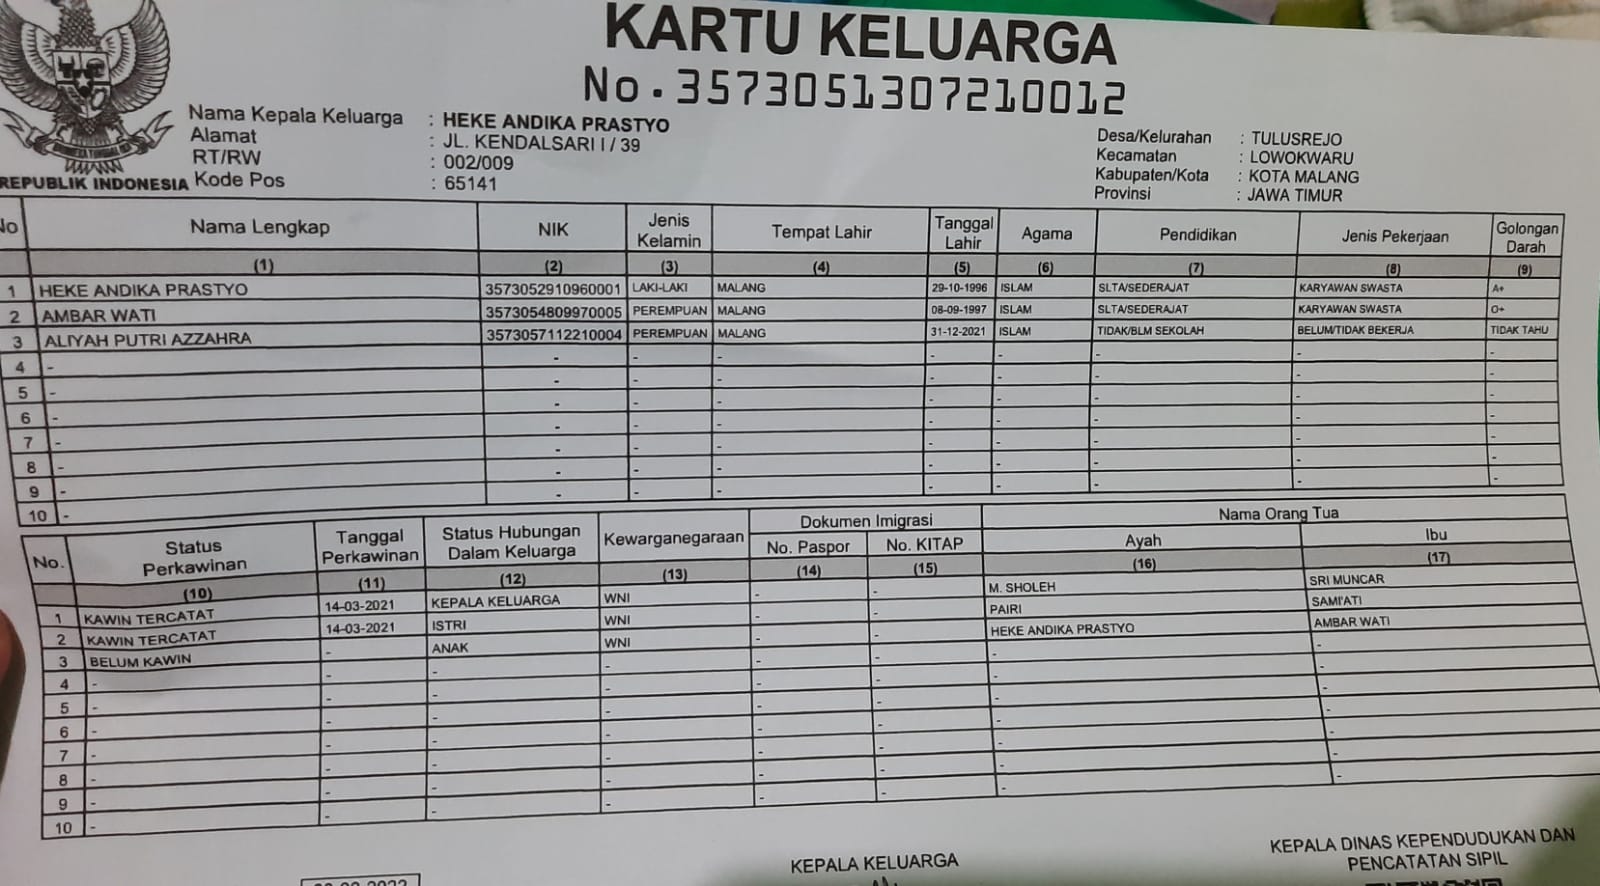 KARTU KELUARGA
No. 3573051307210012
REPUBLIK INDONESIA
Nama Kepala Keluarga : HEKE ANDIKA PRASTYO
Alamat : JL. KENDALSARI I / 39
RT/RW : 002/009
Kode Pos : 65141
Desa/Kelurahan : TULUSREJO
Kecamatan : LOWOKWARU
Kabupaten/Kota : KOTA MALANG
Provinsi : JAWA TIMUR
No Nama Lengkap NIK Jenis Kelamin Tempat Lahir Tanggal Lahir Agama Pendidikan Jenis Pekerjaan Golongan Darah
(1) (2) (3) (4) (5) (6) (7) (8) (9)
1 HEKE ANDIKA PRASTYO 3573052910960001 LAKI-LAKI MALANG 29-10-1996 ISLAM SLTA/SEDERAJAT KARYAWAN SWASTA A+
2 AMBAR WATI 3573054809970005 PEREMPUAN MALANG 08-09-1997 ISLAM SLTA/SEDERAJAT KARYAWAN SWASTA O+
3 ALIYAH PUTRI AZZAHRA 3573057112210004 PEREMPUAN MALANG 31-12-2021 ISLAM TIDAK/BLM SEKOLAH BELUM/TIDAK BEKERJA TIDAK TAHU
4 - - - - - - - - -
5 - - - - - - - - -
6 - - - - - - - - -
7 - - - - - - - - -
8 - - - - - - - - -
9 - - - - - - - - -
10 -
No. Status Perkawinan Tanggal Perkawinan Status Hubungan Dalam Keluarga Kewarganegaraan Dokumen Imigrasi Nama Orang Tua
No. Paspor No. KITAP Ayah Ibu
(10) (11) (12) (13) (14) (15) (16) (17)
1 KAWIN TERCATAT 14-03-2021 KEPALA KELUARGA WNI - - M. SHOLEH SRI MUNCAR
2 KAWIN TERCATAT 14-03-2021 ISTRI WNI - - PAIRI SAMI'ATI
3 BELUM KAWIN - ANAK WNI - - HEKE ANDIKA PRASTYO AMBAR WATI
4 - - - - - - - -
5 - - - - - - - -
6 - - - - - - - -
7 - - - - - - - -
8 - - - - - - - -
9 - - - - - - - -
10 - -
KEPALA KELUARGA
KEPALA DINAS KEPENDUDUKAN DAN
PENCATATAN SIPIL